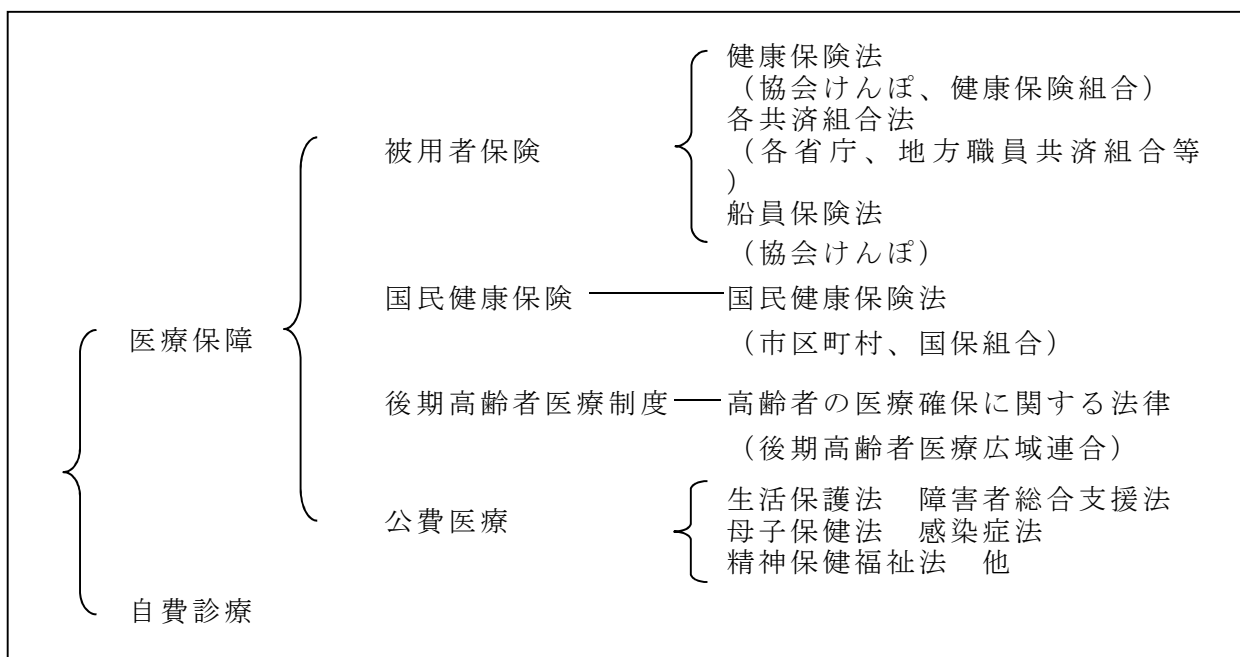 健康保険法
（協会けんぽ、健康保険組合）
各共済組合法
被用者保険
（各省庁、地方職員共済組合等
）
船員保険法
（協会けんぽ）
国民健康保険
国民健康保険法
医療保障
（市区町村、国保組合）
後期高齢者医療制度
高齢者の医療確保に関する法律
（後期高齢者医療広域連合）
公費医療
生活保護法　障害者総合支援法
母子保健法　感染症法
精神保健福祉法　他
自費診療